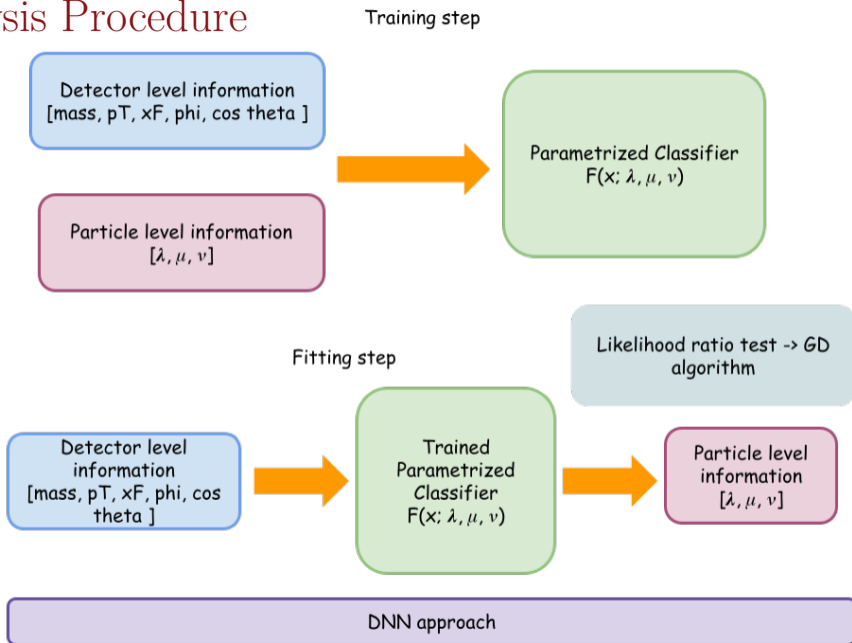 ysis Procedure
Training step
Detector level information
[mass, pT, xF, phi, cos theta ]
Particle level information
[λ, μ, ν]
Parametrized Classifier
F(x; λ, μ, ν)
Likelihood ratio test -> GD
algorithm
Fitting step
Detector level
information
[mass, pT, xF, phi, cos
theta ]
Trained
Parametrized
Classifier
F(x; λ, μ, ν)
Particle level
information
[λ, μ, ν]
DNN approach